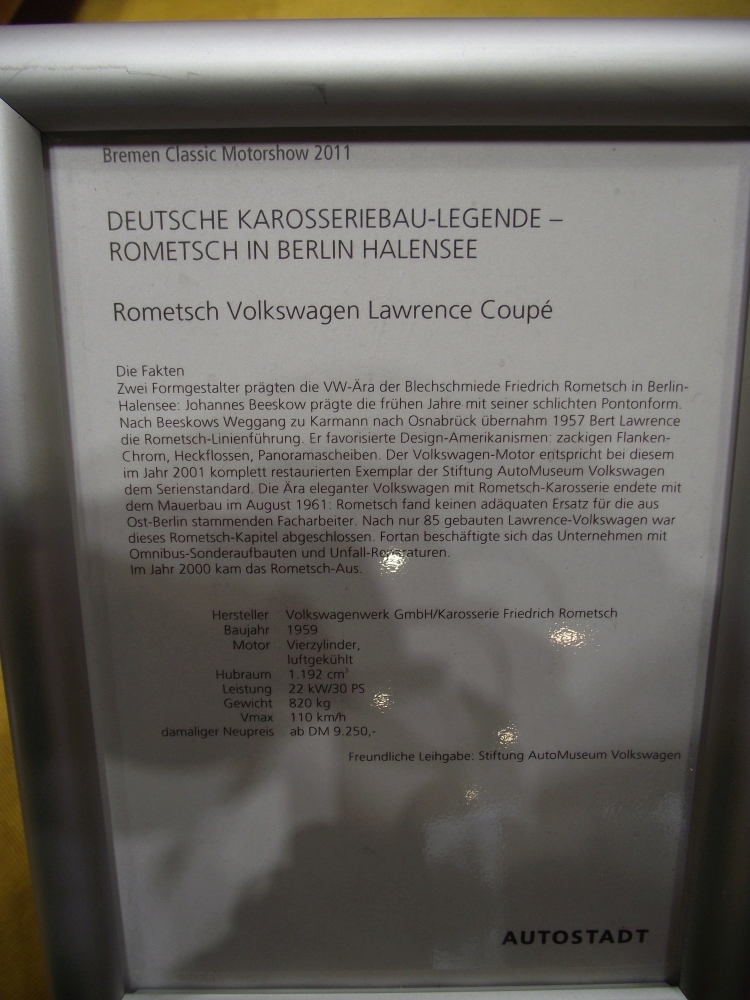 Bremen Classic Motorshow 2011
DEUTSCHE KAROSSERIEBAU-LEGENDE –
ROMETSCH IN BERLIN HALENSEE
Rometsch Volkswagen Lawrence Coupé
Die Fakten
Zwei Formgestalter prägten die VW-Ära der Blechschmiede Friedrich Rometsch in Berlin-
Halensee: Johannes Beeskow prägte die frühen Jahre mit seiner schlichten Pontonform.
Nach Beeskows Weggang zu Karmann nach Osnabrück übernahm 1957 Bert Lawrence
die Rometsch-Linienführung. Er favorisierte Design-Amerikanismen: zackigen Flanken-
Chrom, Heckflossen, Panoramascheiben. Der Volkswagen-Motor entspricht bei diesem
im Jahr 2001 komplett restaurierten Exemplar der Stiftung AutoMuseum Volkswagen
dem Serienstandard. Die Ära eleganter Volkswagen mit Rometsch-Karosserie endete mit
dem Mauerbau im August 1961: Rometsch fand keinen adäquaten Ersatz für die aus
Ost-Berlin stammenden Facharbeiter. Nach nur 85 gebauten Lawrence-Volkswagen war
dieses Rometsch-Kapitel abgeschlossen. Fortan beschäftigte sich das Unternehmen mit
Omnibus-Sonderaufbauten und Unfall-Reparaturen.
Im Jahr 2000 kam das Rometsch-Aus.
Hersteller Volkswagenwerk GmbH/Karosserie Friedrich Rometsch
Baujahr 1959
Motor Vierzylinder,
luftgekühlt
Hubraum 1.192 cm³
Leistung 22 kW/30 PS
Gewicht 820 kg
Vmax 110 km/h
damaliger Neupreis ab DM 9.250,-
Freundliche Leihgabe: Stiftung AutoMuseum Volkswagen
AUTOSTADT